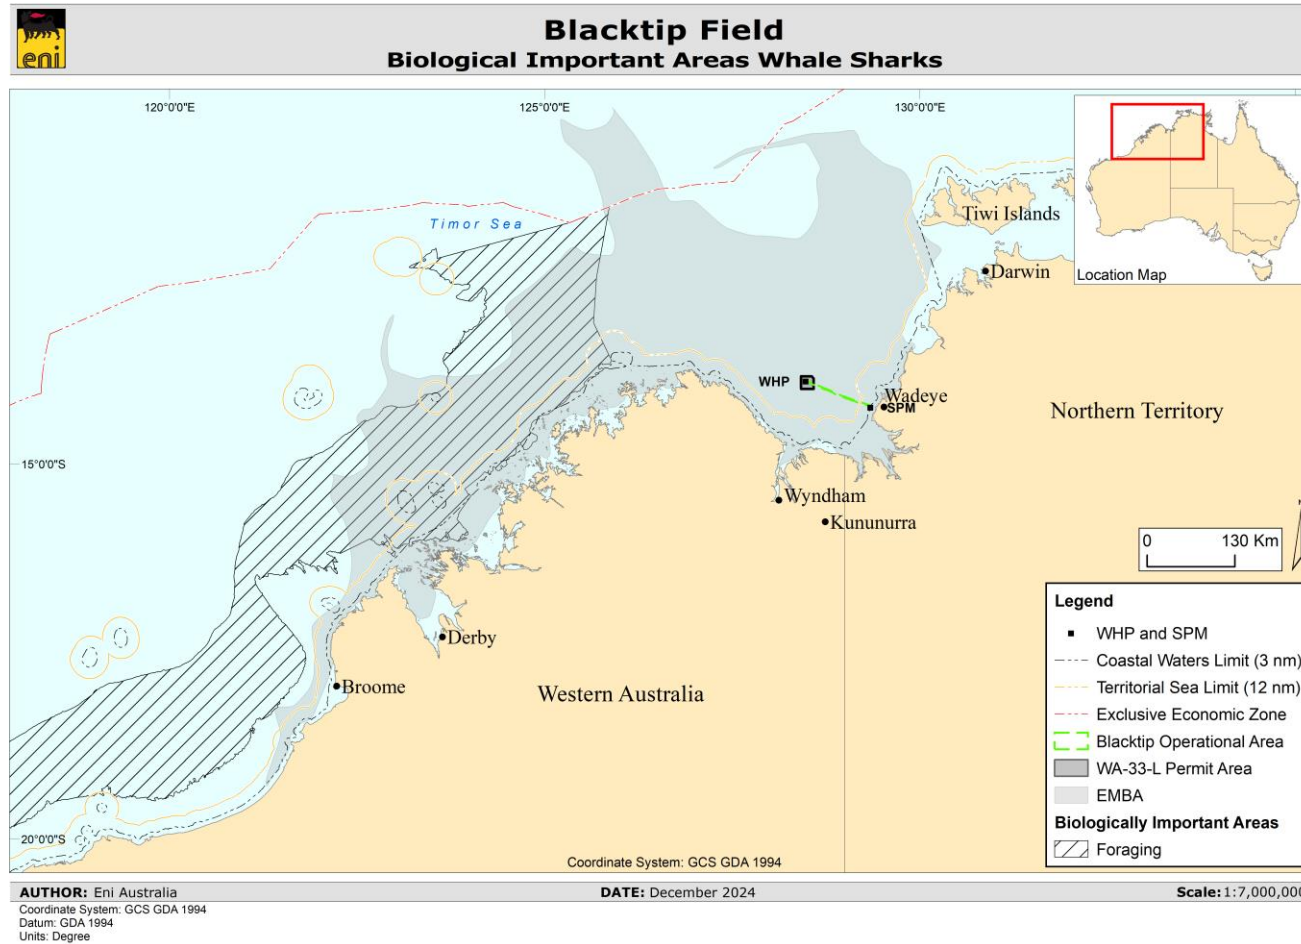 eni
Blacktip Field
Biological Important Areas Whale Sharks
120°0'0"E
125°0'0"E
130°0'0"E
Timor Sea
Tiwi Islands
Darwin
Location Map
WHP
Wadeye
SPM
Northern Territory
15°0'0"S
Wyndham
Kununurra
0 130 Km
Derby
Broome
Western Australia
20°0'0"S
Coordinate System: GCS GDA 1994
Legend
WHP and SPM
Coastal Waters Limit (3 nm)
Territorial Sea Limit (12 nm)
Exclusive Economic Zone
Blacktip Operational Area
WA-33-L Permit Area
EMBA
Biologically Important Areas
Foraging
AUTHOR: Eni Australia
DATE: December 2024
Scale: 1:7,000,000
Coordinate System: GCS GDA 1994
Datum: GDA 1994
Units: Degree